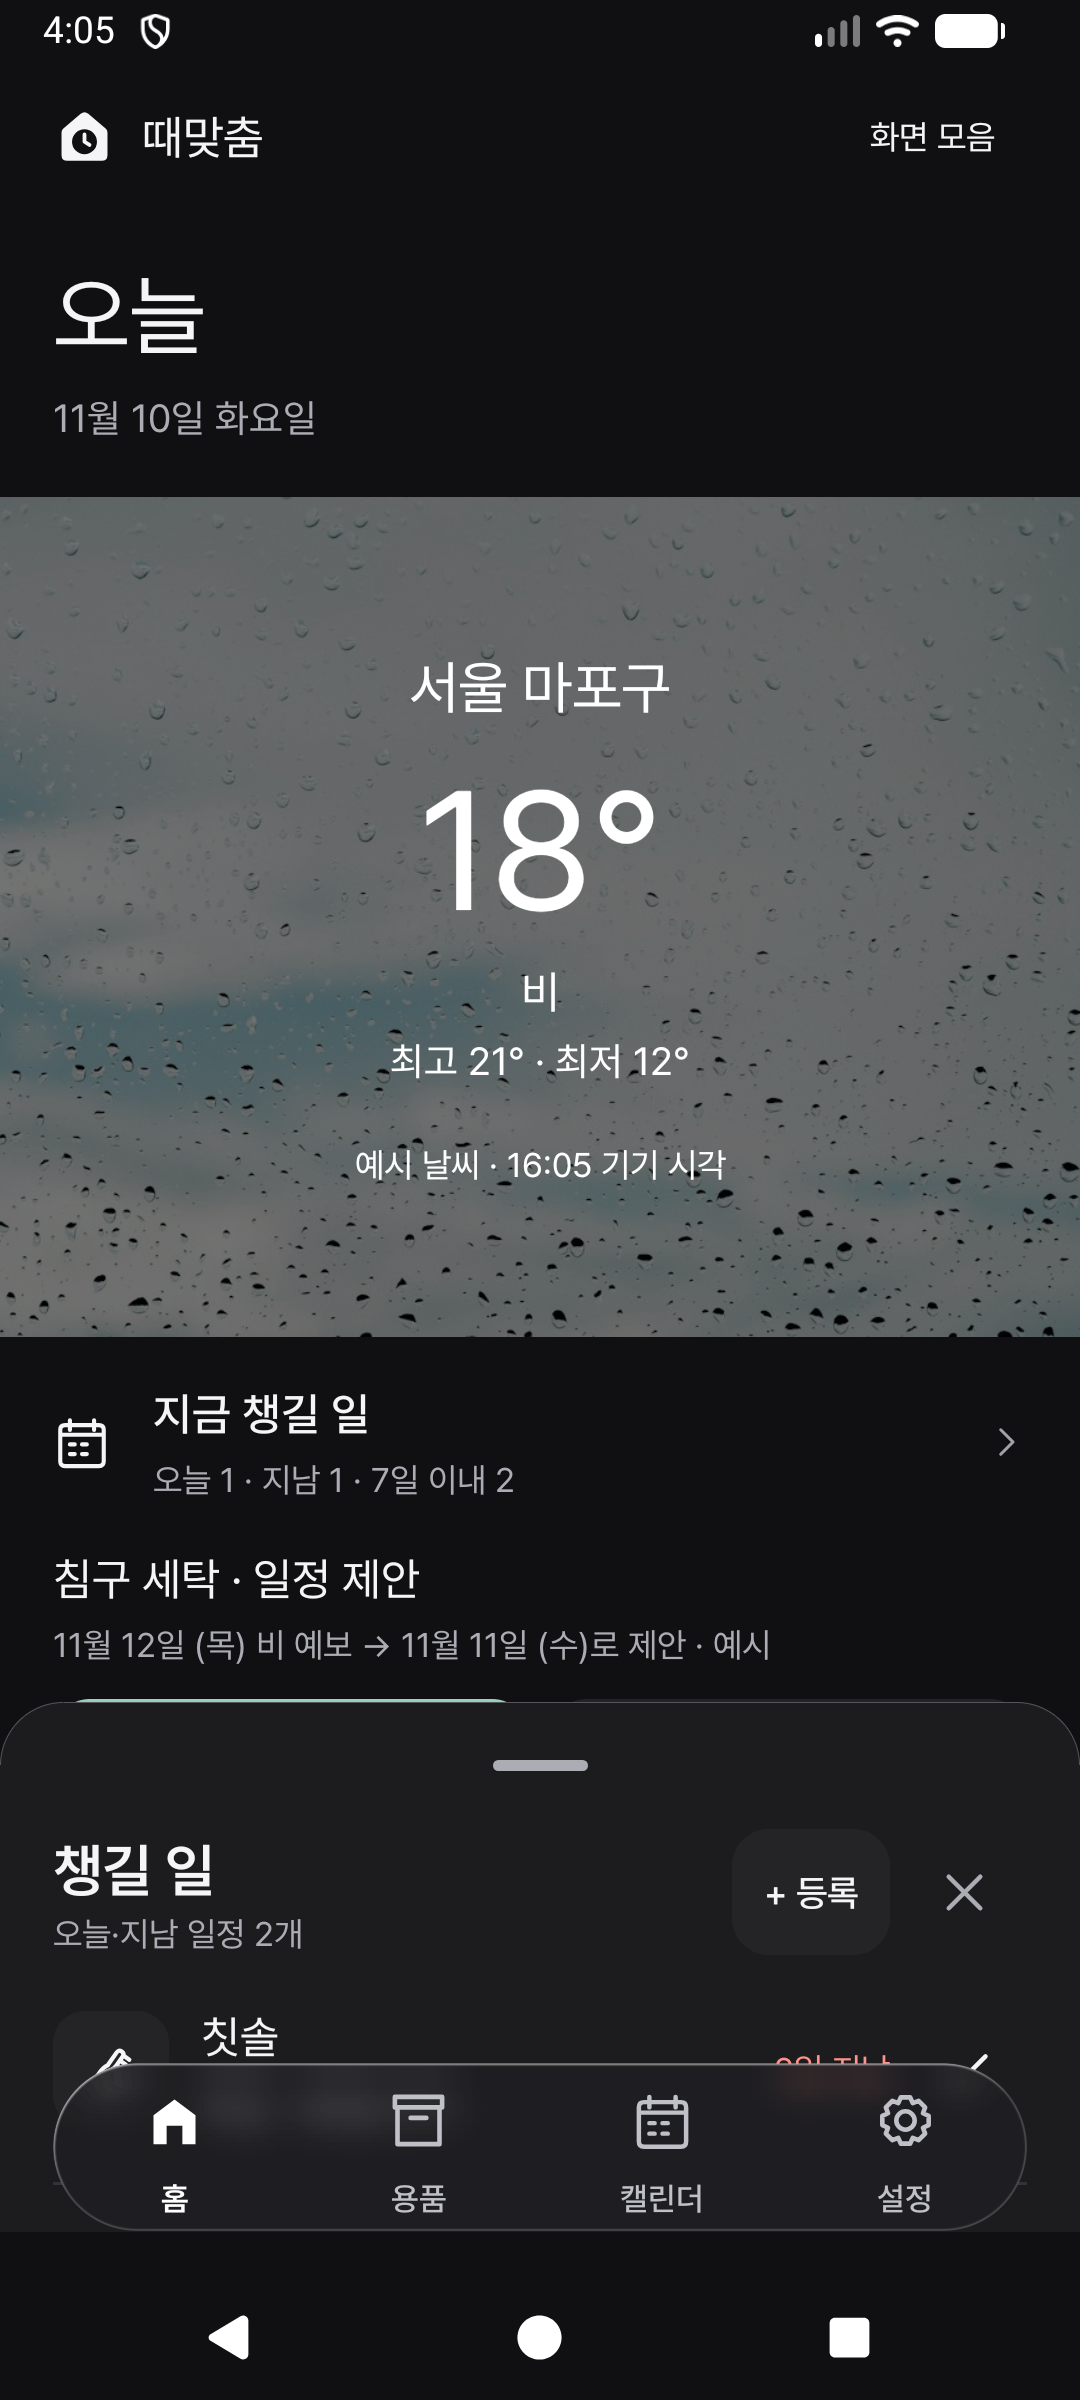 4:05
때맞춤
화면 모음
오늘
11월 10일 화요일
서울 마포구
18°
비
최고 21° · 최저 12°
예시 날씨 · 16:05 기기 시각
지금 챙길 일
오늘 1 · 지남 1 · 7일 이내 2
침구 세탁 · 일정 제안
11월 12일 (목) 비 예보 → 11월 11일 (수)로 제안 · 예시
챙길 일
+ 등록
오늘·지남 일정 2개
칫솔
홈
용품
캘린더
설정